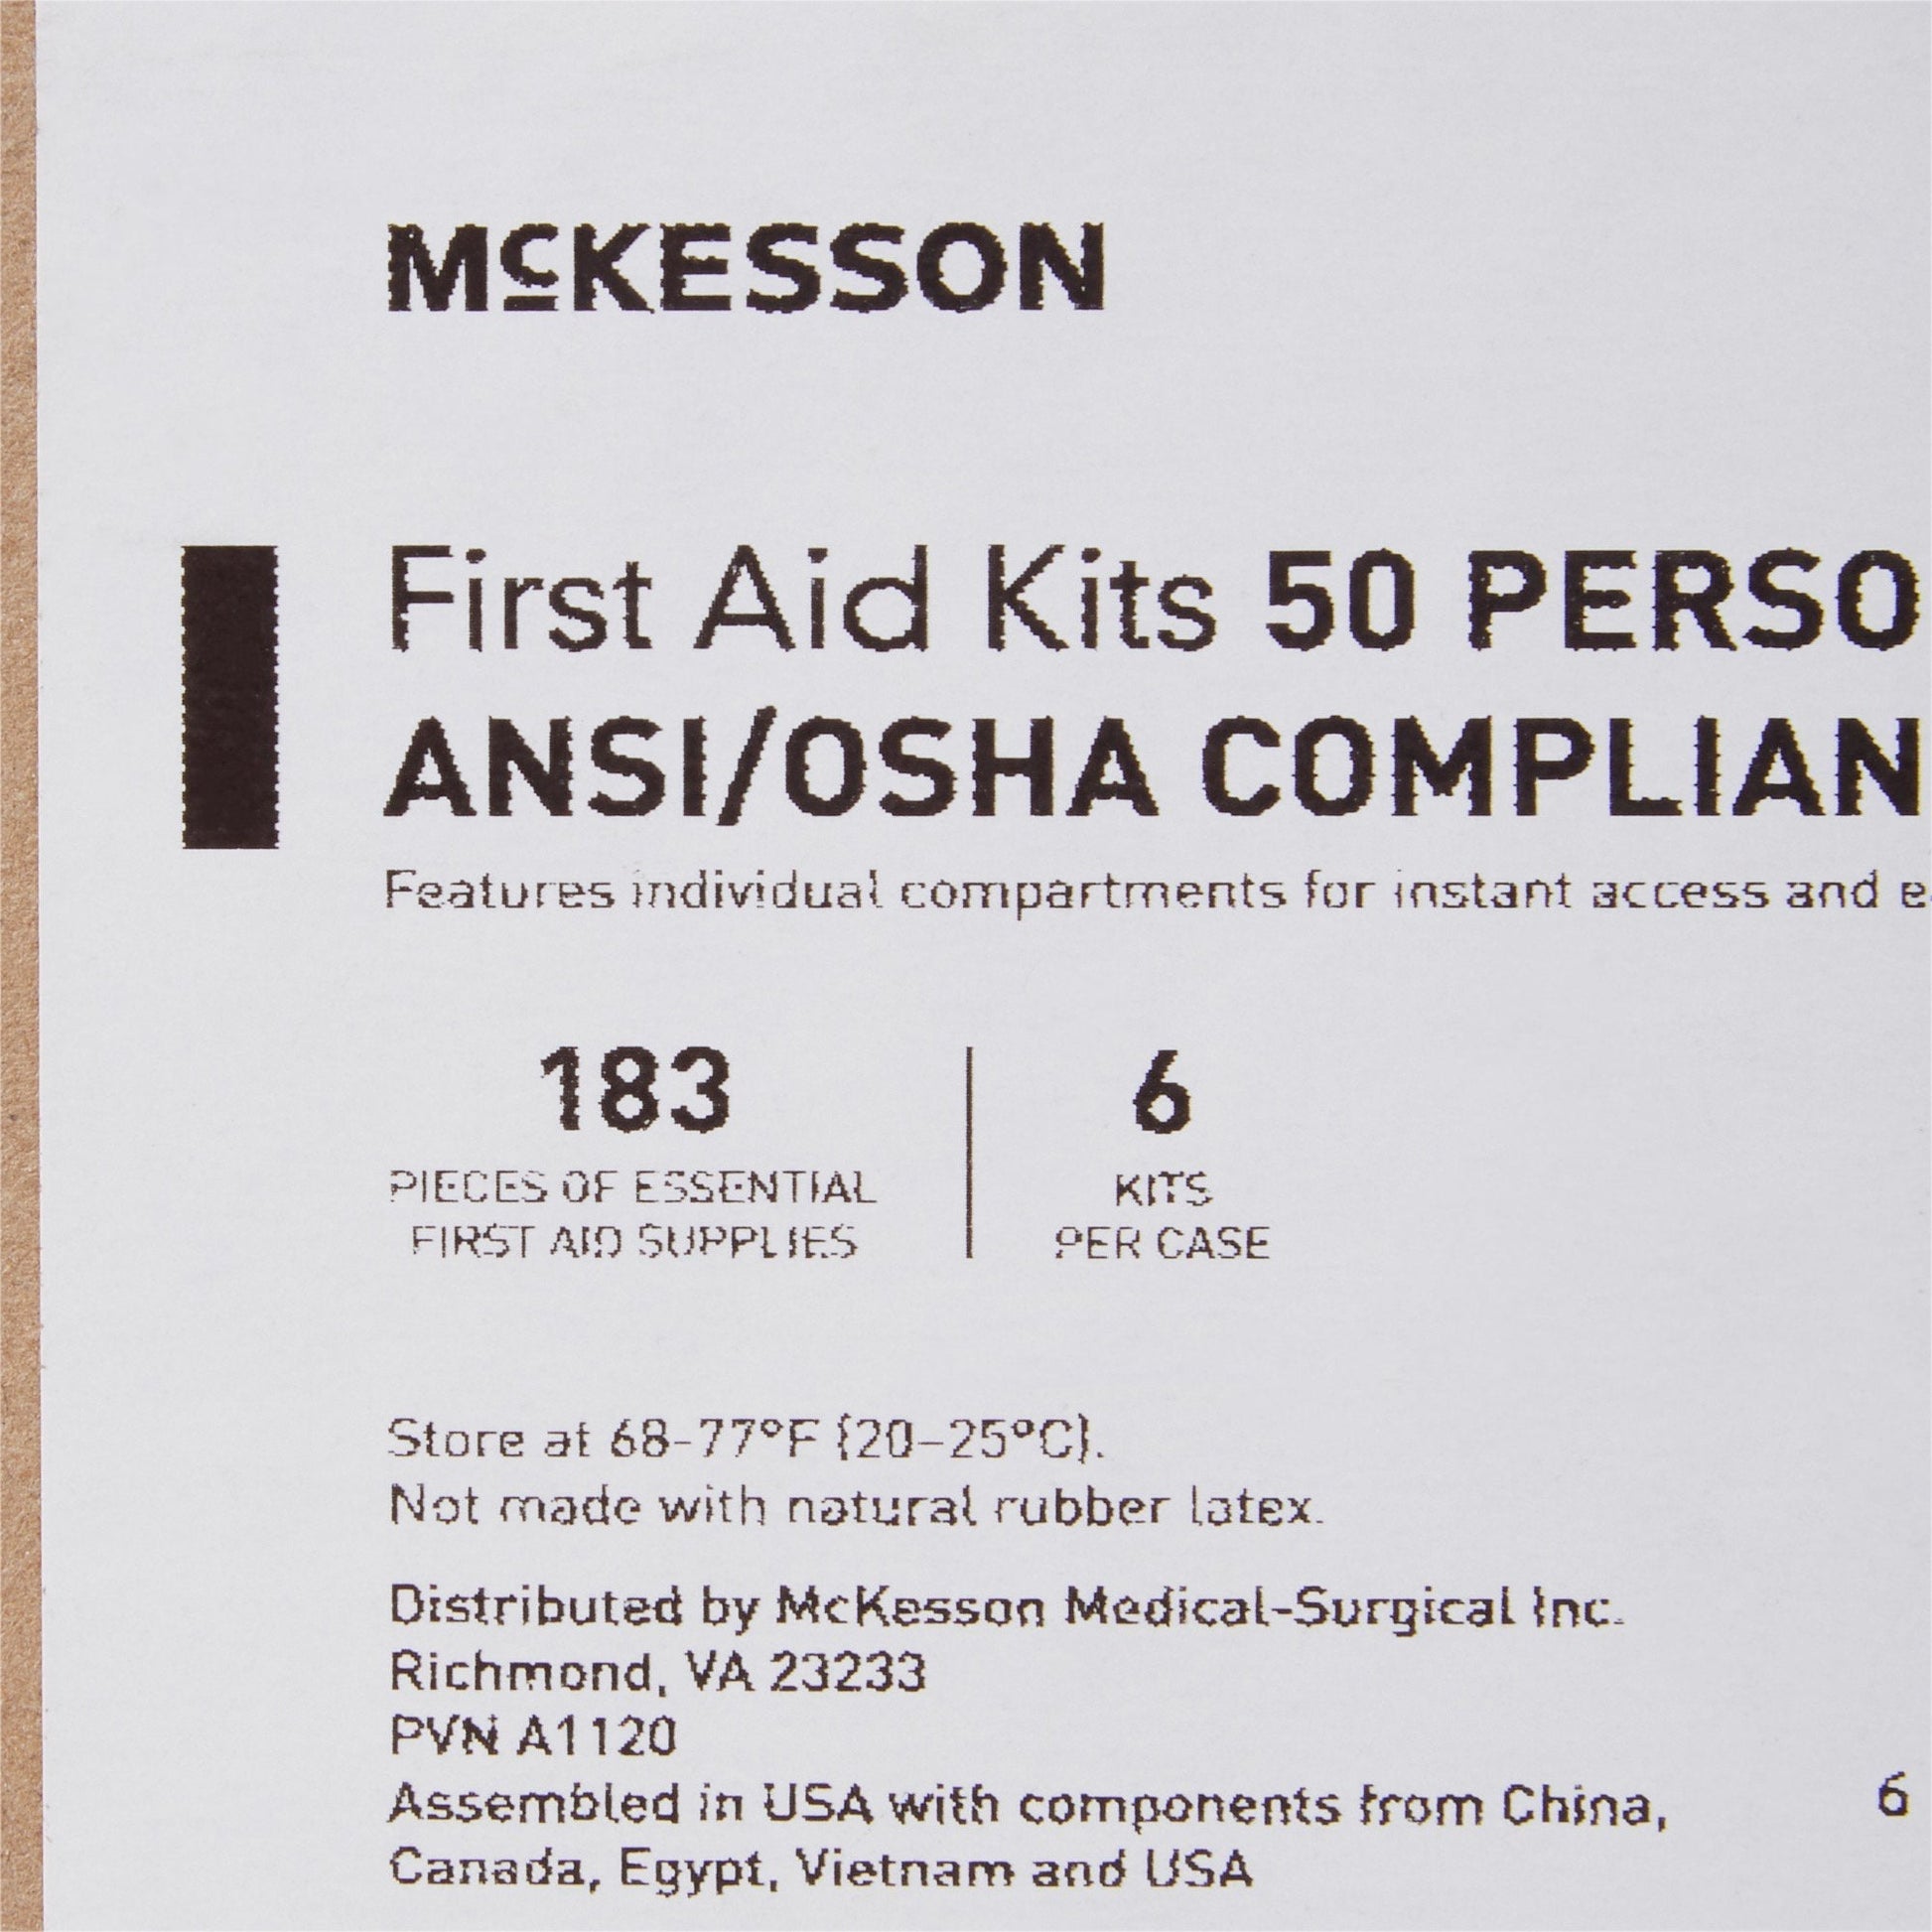 McKESSON
First Aid Kits 50 PERSO
ANSI/OSHA COMPLIAN
Features individual compartments for instant access and e
183
PIECES OF ESSENTIAL
FIRST AID SUPPLIES
6
KITS
PER CASE
Store at 68-77°F (20–25°C).
Not made with natural rubber latex.
Distributed by McKesson Medical-Surgical Inc.
Richmond, VA 23233
PVN A1120
Assembled in USA with components from China,
Canada, Egypt, Vietnam and USA
6